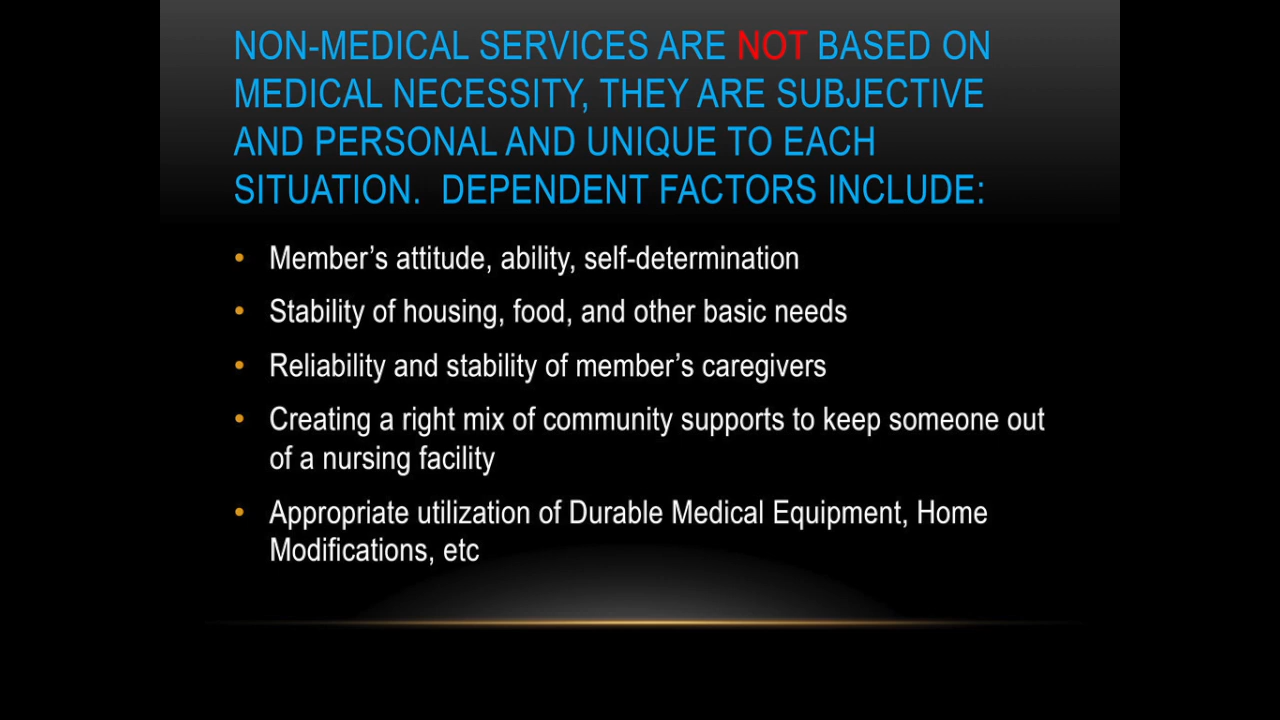 NON-MEDICAL SERVICES ARE NOT BASED ON
MEDICAL NECESSITY, THEY ARE SUBJECTIVE
AND PERSONAL AND UNIQUE TO EACH
SITUATION.  DEPENDENT FACTORS INCLUDE:
• Member’s attitude, ability, self-determination
• Stability of housing, food, and other basic needs
• Reliability and stability of member’s caregivers
• Creating a right mix of community supports to keep someone out
of a nursing facility
• Appropriate utilization of Durable Medical Equipment, Home
Modifications, etc